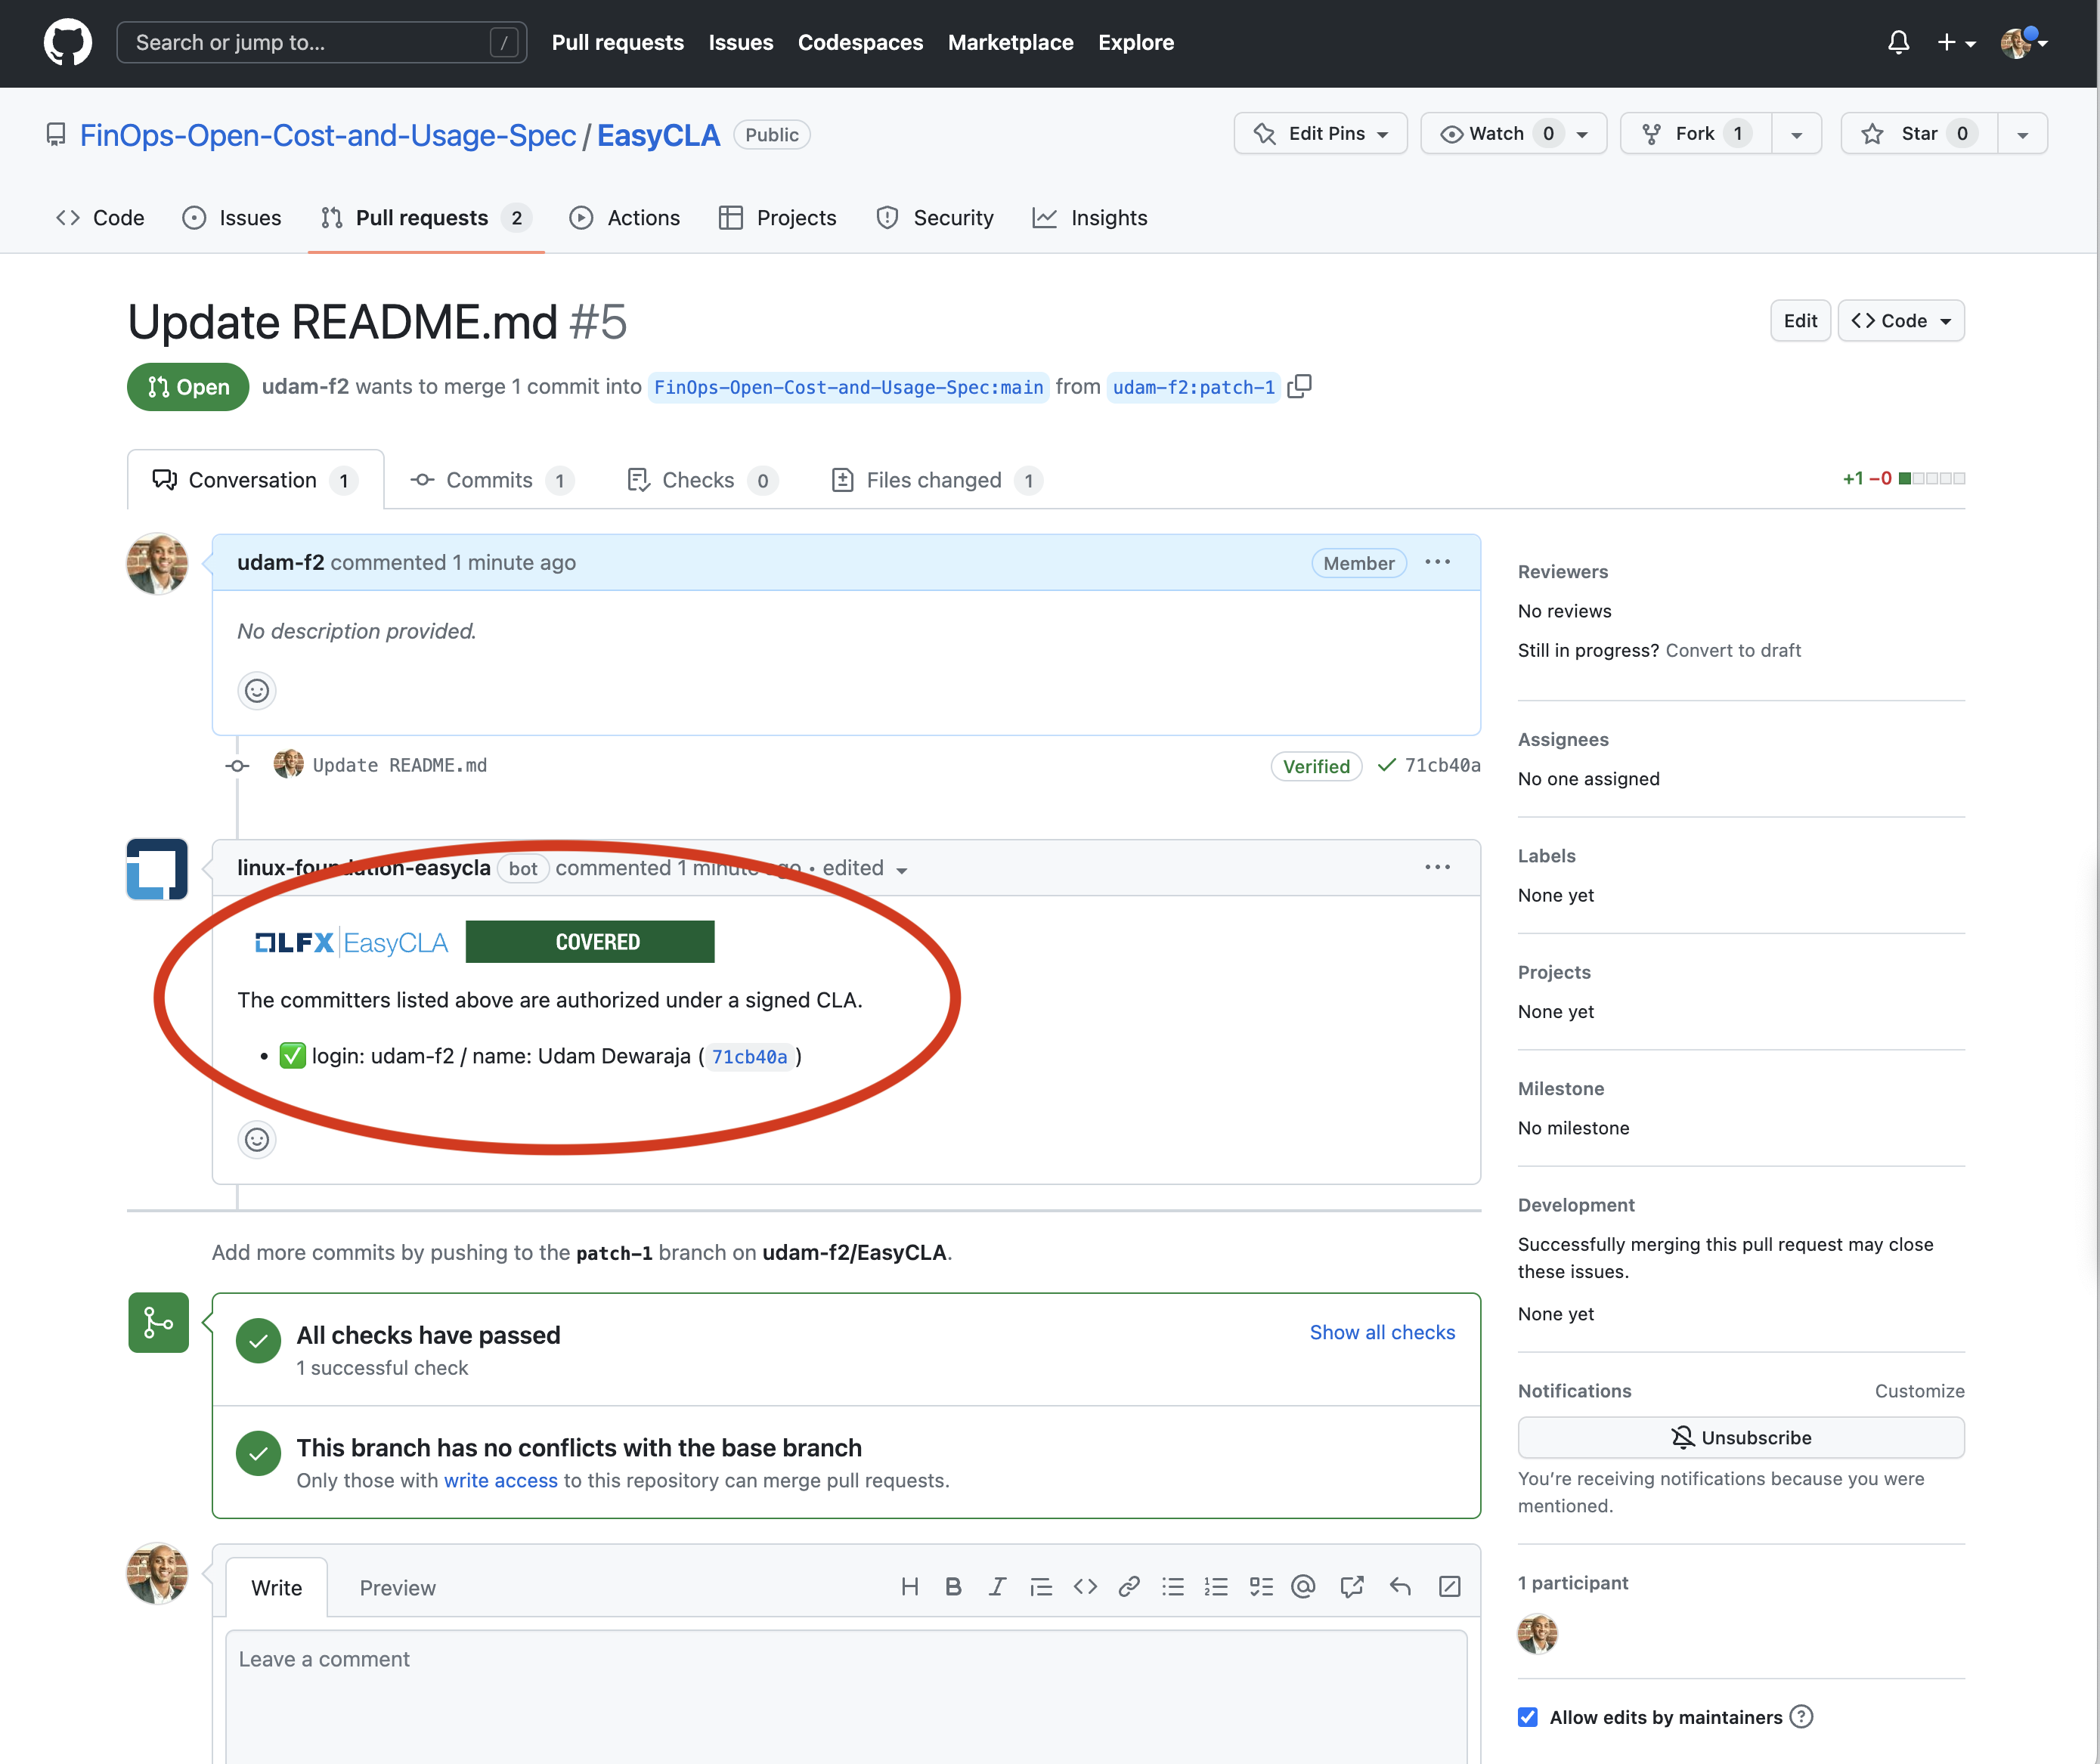 Search or jump to... /
Pull requests Issues Codespaces Marketplace Explore
FinOps-Open-Cost-and-Usage-Spec / EasyCLA Public
Edit Pins Watch 0 Fork 1 Star 0
Code Issues Pull requests 2 Actions Projects Security Insights
Update README.md #5
Edit Code
Open udam-f2 wants to merge 1 commit into FinOps-Open-Cost-and-Usage-Spec:main from udam-f2:patch-1
Conversation 1 Commits 1 Checks 0 Files changed 1
+1 −0
udam-f2 commented 1 minute ago Member
No description provided.
Update README.md Verified 71cb40a
linux-foundation-easycla bot commented 1 minute ago • edited
LFX EasyCLA COVERED
The committers listed above are authorized under a signed CLA.
• ✅ login: udam-f2 / name: Udam Dewaraja (71cb40a)
Add more commits by pushing to the patch-1 branch on udam-f2/EasyCLA.
All checks have passed
1 successful check
Show all checks
This branch has no conflicts with the base branch
Only those with write access to this repository can merge pull requests.
Write Preview
Leave a comment
Reviewers
No reviews
Still in progress? Convert to draft
Assignees
No one assigned
Labels
None yet
Projects
None yet
Milestone
No milestone
Development
Successfully merging this pull request may close
these issues.
None yet
Notifications Customize
Unsubscribe
You’re receiving notifications because you were
mentioned.
1 participant
Allow edits by maintainers ?